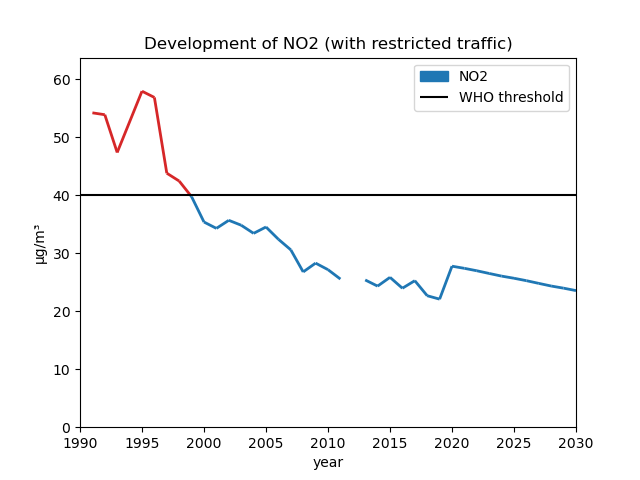 Development of NO2 (with restricted traffic)
NO2
WHO threshold
60
50
40
30
20
10
0
µg/m³
1990 1995 2000 2005 2010 2015 2020 2025 2030
year